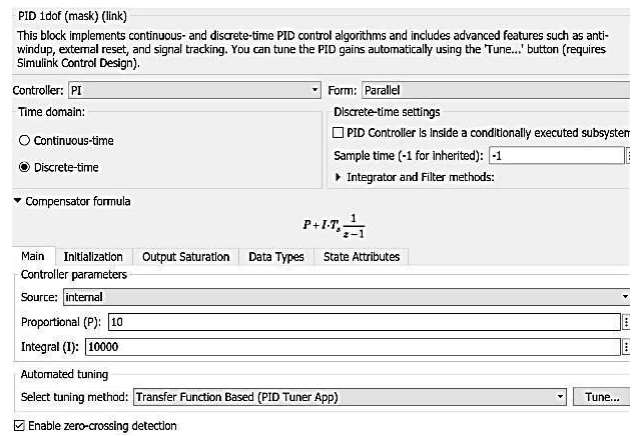 PID 1dof (mask) (link)
This block implements continuous- and discrete-time PID control algorithms and includes advanced features such as anti-
windup, external reset, and signal tracking. You can tune the PID gains automatically using the 'Tune...' button (requires
Simulink Control Design).
Controller: PI Form: Parallel
Time domain: Discrete-time settings
PID Controller is inside a conditionally executed subsystem
Continuous-time
Sample time (-1 for inherited): -1
Discrete-time
Integrator and Filter methods:
Compensator formula
P+I·Ts 1/(z−1)
Main Initialization Output Saturation Data Types State Attributes
Controller parameters
Source: internal
Proportional (P): 10
Integral (I): 10000
Automated tuning
Select tuning method: Transfer Function Based (PID Tuner App) Tune...
Enable zero-crossing detection